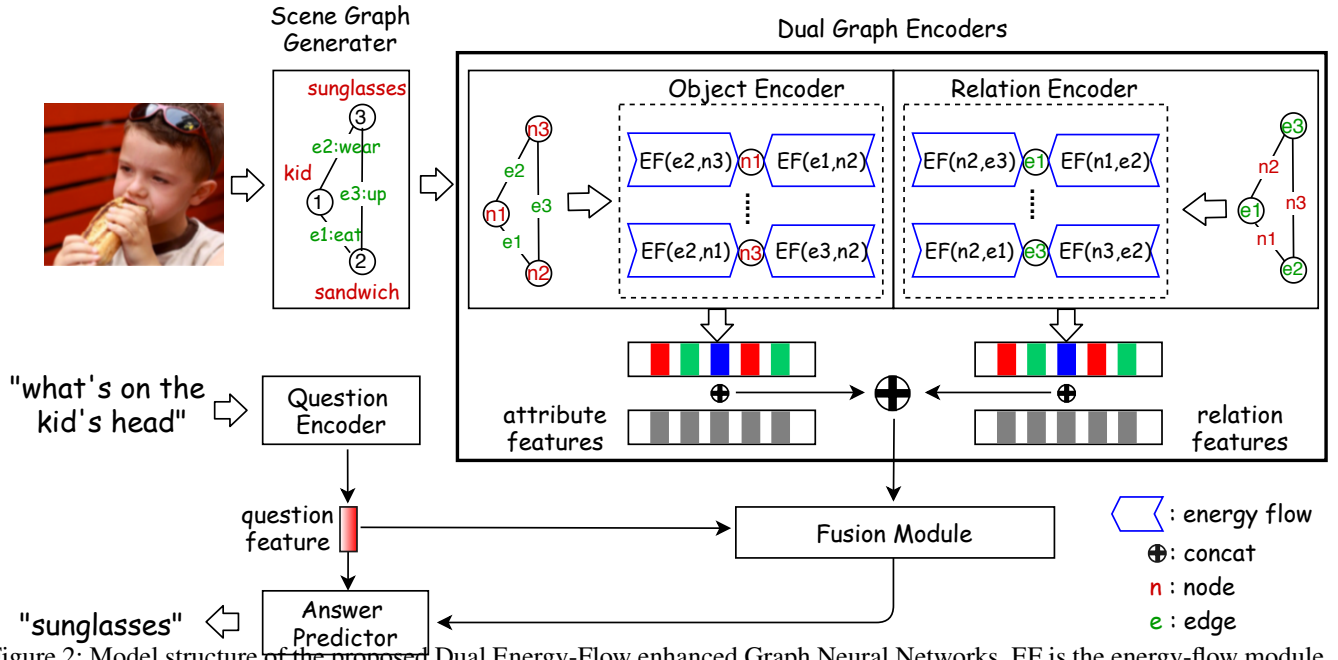 Scene Graph
Generater
Dual Graph Encoders
sunglasses
3
e2:wear
kid
1
e3:up
e1:eat
2
sandwich
Object Encoder
Relation Encoder
n3
e2
n1
e3
e1
n2
EF(e2,n3) n1 EF(e1,n2)
EF(e2,n1) n3 EF(e3,n2)
EF(n2,e3) e1 EF(n1,e2)
EF(n2,e1) e3 EF(n3,e2)
e3
n2
e1
n3
n1
e2
attribute
features
relation
features
"what's on the
kid's head"
Question
Encoder
question
feature
Fusion Module
: energy flow
: concat
n : node
e : edge
"sunglasses"
Answer
Predictor
Figure 2: Model structure of the proposed Dual Energy-Flow enhanced Graph Neural Networks. EF is the energy-flow module